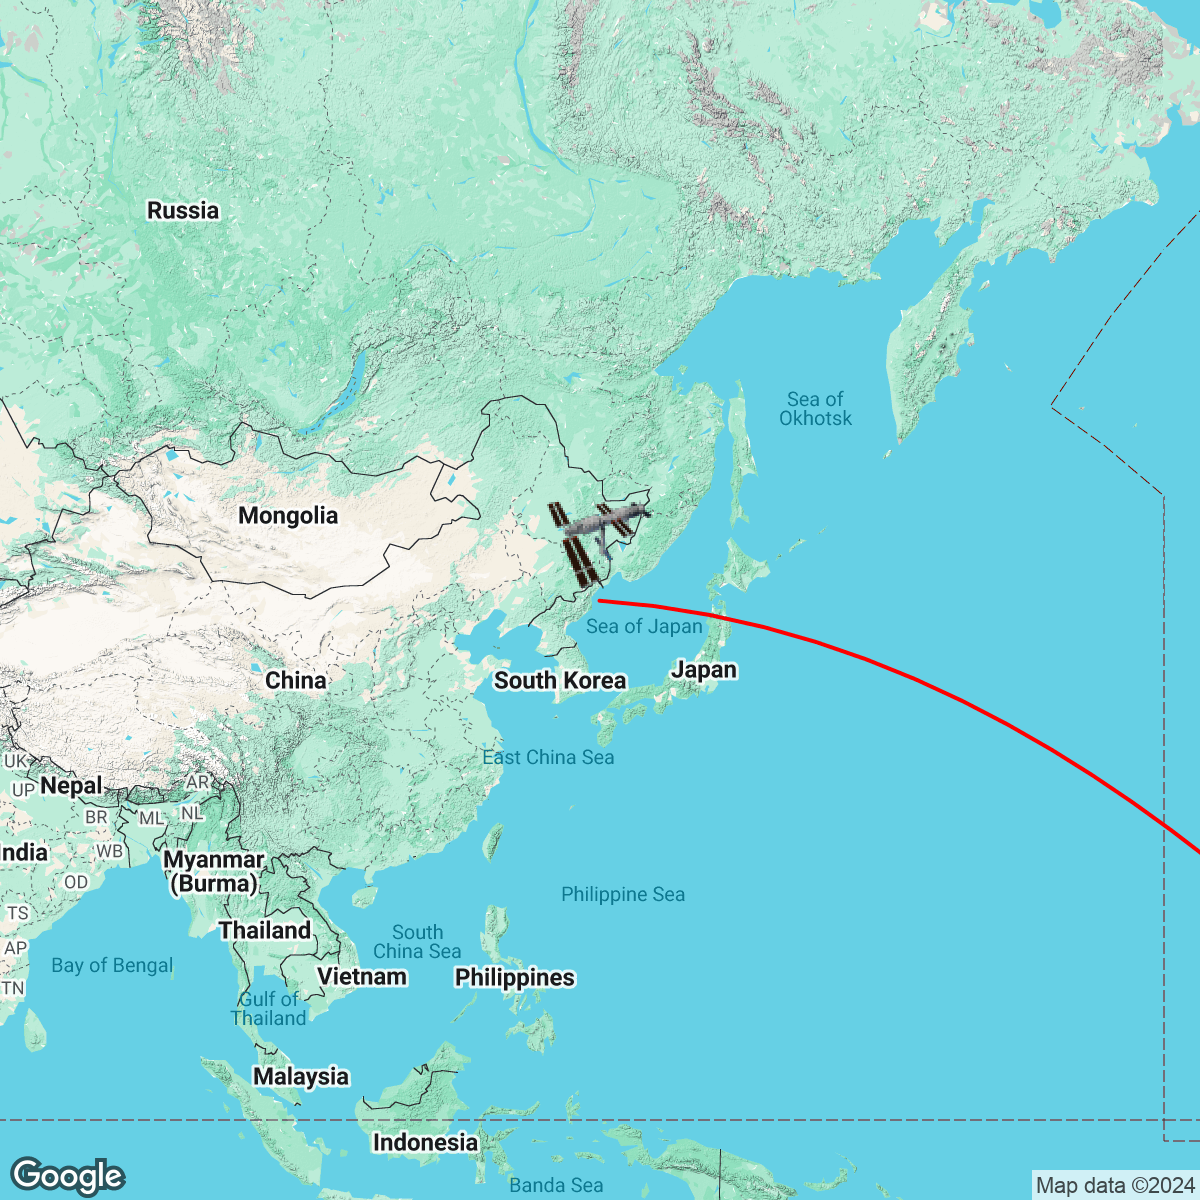 Russia
Sea of
Okhotsk
Mongolia
Sea of Japan
Japan
South Korea
China
East China Sea
UK
UP
Nepal
AR
BR
ML
NL
India
WB
Myanmar
(Burma)
OD
Philippine Sea
TS
Thailand
South
China Sea
AP
Bay of Bengal
Vietnam
Philippines
TN
Gulf of
Thailand
Malaysia
Indonesia
Banda Sea
Google
Map data ©2024